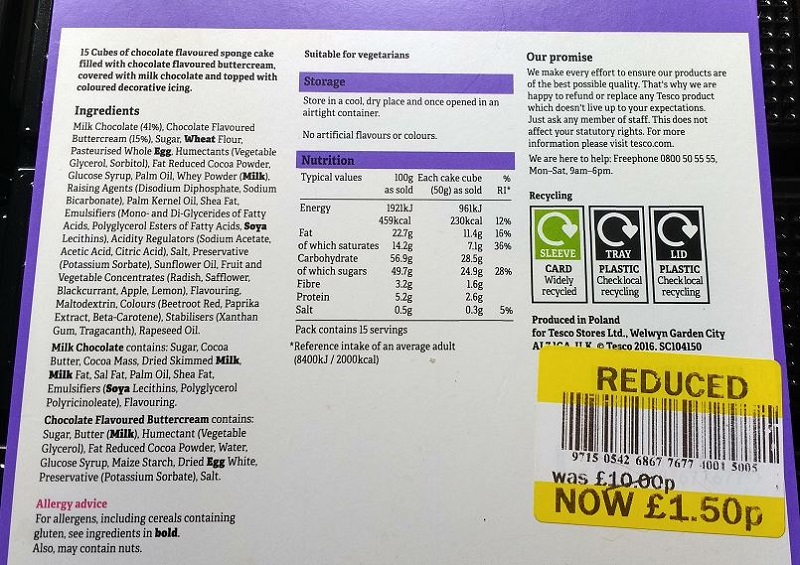 15 Cubes of chocolate flavoured sponge cake
filled with chocolate flavoured buttercream,
covered with milk chocolate and topped with
coloured decorative icing.
Ingredients
Milk Chocolate (41%), Chocolate Flavoured
Buttercream (15%), Sugar, Wheat Flour,
Pasteurised Whole Egg, Humectants (Vegetable
Glycerol, Sorbitol), Fat Reduced Cocoa Powder,
Glucose Syrup, Palm Oil, Whey Powder (Milk),
Raising Agents (Disodium Diphosphate, Sodium
Bicarbonate), Palm Kernel Oil, Shea Fat,
Emulsifiers (Mono- and Di-Glycerides of Fatty
Acids, Polyglycerol Esters of Fatty Acids, Soya
Lecithins), Acidity Regulators (Sodium Acetate,
Acetic Acid, Citric Acid), Salt, Preservative
(Potassium Sorbate), Sunflower Oil, Fruit and
Vegetable Concentrates (Radish, Safflower,
Blackcurrant, Apple, Lemon), Flavouring,
Maltodextrin, Colours (Beetroot Red, Paprika
Extract, Beta-Carotene), Stabilisers (Xanthan
Gum, Tragacanth), Rapeseed Oil.
Milk Chocolate contains: Sugar, Cocoa
Butter, Cocoa Mass, Dried Skimmed Milk,
Milk Fat, Sal Fat, Palm Oil, Shea Fat,
Emulsifiers (Soya Lecithins, Polyglycerol
Polyricinoleate), Flavouring.
Chocolate Flavoured Buttercream contains:
Sugar, Butter (Milk), Humectant (Vegetable
Glycerol), Fat Reduced Cocoa Powder, Water,
Glucose Syrup, Maize Starch, Dried Egg White,
Preservative (Potassium Sorbate), Salt.
Allergy advice
For allergens, including cereals containing
gluten, see ingredients in bold.
Also, may contain nuts.
Suitable for vegetarians
Storage
Store in a cool, dry place and once opened in an
airtight container.
No artificial flavours or colours.
Nutrition
Typical values 100g Each cake cube %
as sold (50g) as sold RI*
Energy 1921kJ 961kJ
459kcal 230kcal 12%
Fat 22.7g 11.4g 16%
of which saturates 14.2g 7.1g 36%
Carbohydrate 56.9g 28.5g
of which sugars 49.7g 24.9g 28%
Fibre 3.2g 1.6g
Protein 5.2g 2.6g
Salt 0.5g 0.3g 5%
Pack contains 15 servings
*Reference intake of an average adult
(8400kJ / 2000kcal)
Our promise
We make every effort to ensure our products are
of the best possible quality. That's why we are
happy to refund or replace any Tesco product
which doesn't live up to your expectations.
Just ask any member of staff. This does not
affect your statutory rights. For more
information please visit tesco.com.
We are here to help: Freephone 0800 50 55 55,
Mon–Sat, 9am–6pm.
Recycling
SLEEVE TRAY LID
CARD PLASTIC PLASTIC
Widely Check local Check local
recycled recycling recycling
Produced in Poland
for Tesco Stores Ltd., Welwyn Garden City
AL7 1GA, U.K. © Tesco 2016. SC104150
REDUCED
9715 0542 6867 7677 4001 5005
was £10.00p
NOW £1.50p